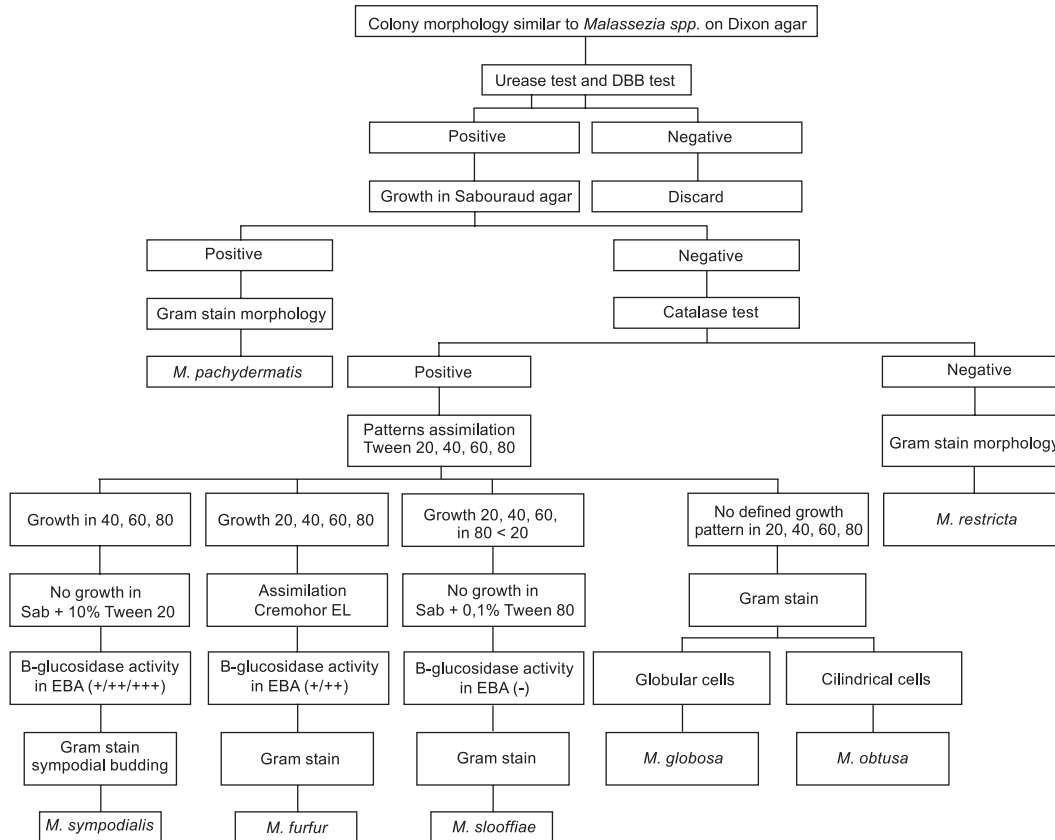 Colony morphology similar to Malassezia spp. on Dixon agar
Urease test and DBB test
Positive
Negative
Growth in Sabouraud agar
Discard
Positive
Negative
Gram stain morphology
Catalase test
M. pachydermatis
Positive
Negative
Patterns assimilation
Tween 20, 40, 60, 80
Gram stain morphology
Growth in 40, 60, 80
Growth 20, 40, 60, 80
Growth 20, 40, 60,
in 80 < 20
No defined growth
pattern in 20, 40, 60, 80
M. restricta
No growth in
Sab + 10% Tween 20
Assimilation
Cremohor EL
No growth in
Sab + 0,1% Tween 80
Gram stain
B-glucosidase activity
in EBA (+/++/+++)
B-glucosidase activity
in EBA (+/++)
B-glucosidase activity
in EBA (-)
Globular cells
Cilindrical cells
Gram stain
sympodial budding
Gram stain
Gram stain
M. globosa
M. obtusa
M. sympodialis
M. furfur
M. slooffiae